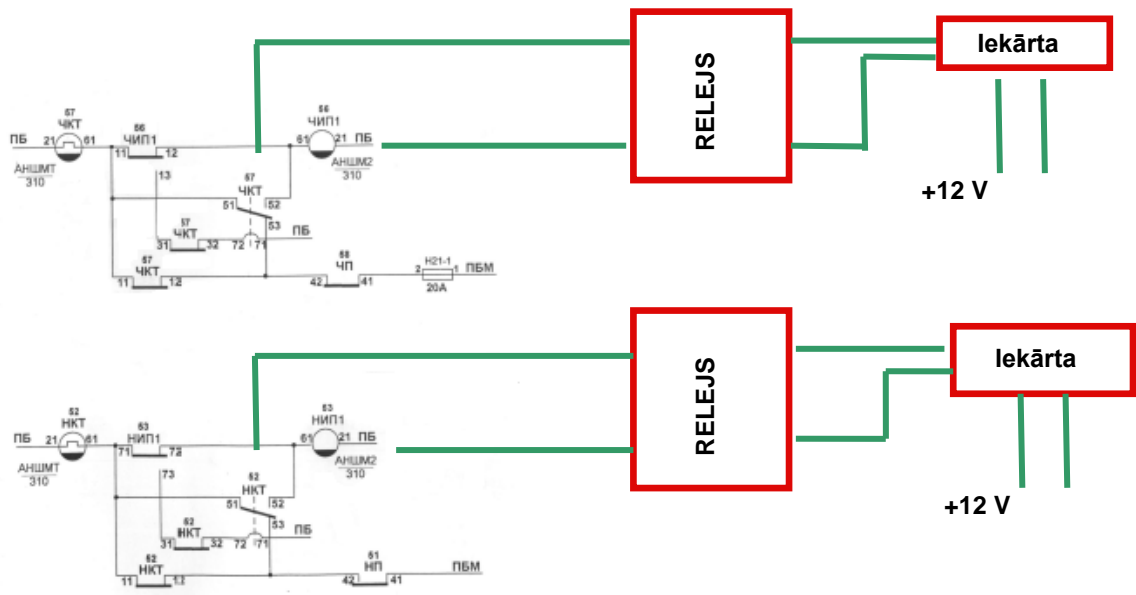 RELEJS
Iekārta
+12 V
57
ЧКТ
ПБ
21
61
АНШМТ
310
56
ЧИП1
11
12
13
56
ЧИП1
61
21
ПБ
АНШМ2
310
57
ЧКТ
51
52
53
57
ЧКТ
31
32
72
71
ПБ
57
ЧКТ
11
12
58
ЧП
42
41
Н21-1
2
1
ПБМ
20А
RELEJS
Iekārta
+12 V
52
НКТ
ПБ
21
61
АНШМТ
310
53
НИП1
71
72
73
53
НИП1
61
21
ПБ
АНШМ2
310
52
НКТ
51
52
53
52
НКТ
31
32
72
71
ПБ
52
НКТ
11
12
51
НП
42
41
ПБМ